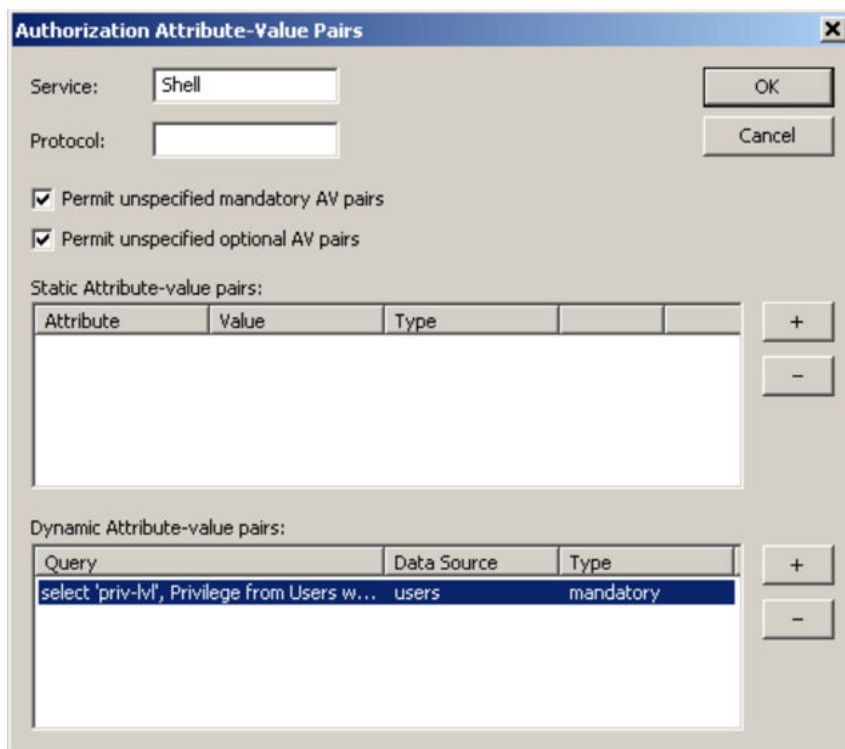 Authorization Attribute-Value Pairs
Service: Shell OK
Protocol: Cancel
Permit unspecified mandatory AV pairs
Permit unspecified optional AV pairs
Static Attribute-value pairs:
Attribute Value Type +
-
Dynamic Attribute-value pairs:
Query Data Source Type +
select 'priv-lvl', Privilege from Users w... users mandatory
-